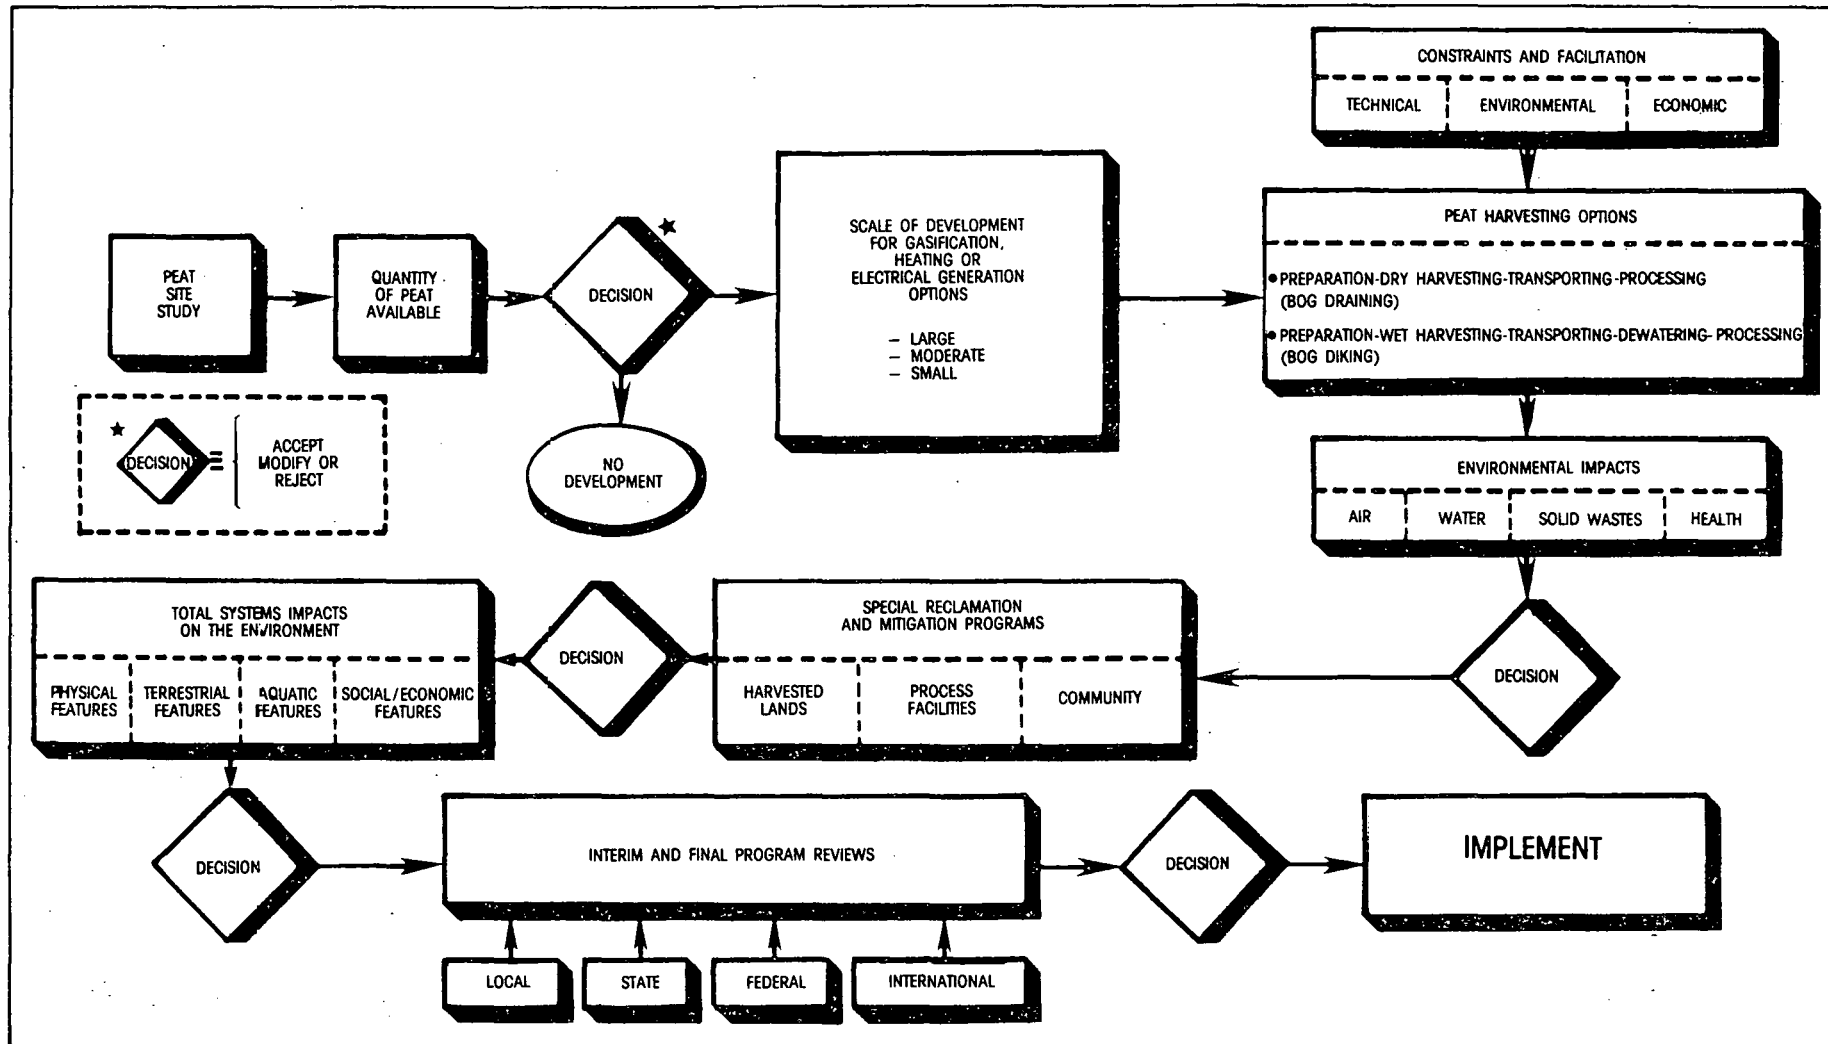 CONSTRAINTS AND FACILITATION
TECHNICAL
ENVIRONMENTAL
ECONOMIC
PEAT
SITE
STUDY
QUANTITY
OF PEAT
AVAILABLE
★
DECISION
SCALE OF DEVELOPMENT
FOR GASIFICATION,
HEATING OR
ELECTRICAL GENERATION
OPTIONS
– LARGE
– MODERATE
– SMALL
PEAT HARVESTING OPTIONS
• PREPARATION-DRY HARVESTING-TRANSPORTING-PROCESSING
(BOG DRAINING)
• PREPARATION-WET HARVESTING-TRANSPORTING-DEWATERING-PROCESSING
(BOG DIKING)
★
DECISION
ACCEPT
MODIFY OR
REJECT
NO
DEVELOPMENT
ENVIRONMENTAL IMPACTS
AIR
WATER
SOLID WASTES
HEALTH
DECISION
SPECIAL RECLAMATION
AND MITIGATION PROGRAMS
HARVESTED
LANDS
PROCESS
FACILITIES
COMMUNITY
DECISION
TOTAL SYSTEMS IMPACTS
ON THE ENVIRONMENT
PHYSICAL
FEATURES
TERRESTRIAL
FEATURES
AQUATIC
FEATURES
SOCIAL/ECONOMIC
FEATURES
DECISION
INTERIM AND FINAL PROGRAM REVIEWS
LOCAL
STATE
FEDERAL
INTERNATIONAL
DECISION
IMPLEMENT